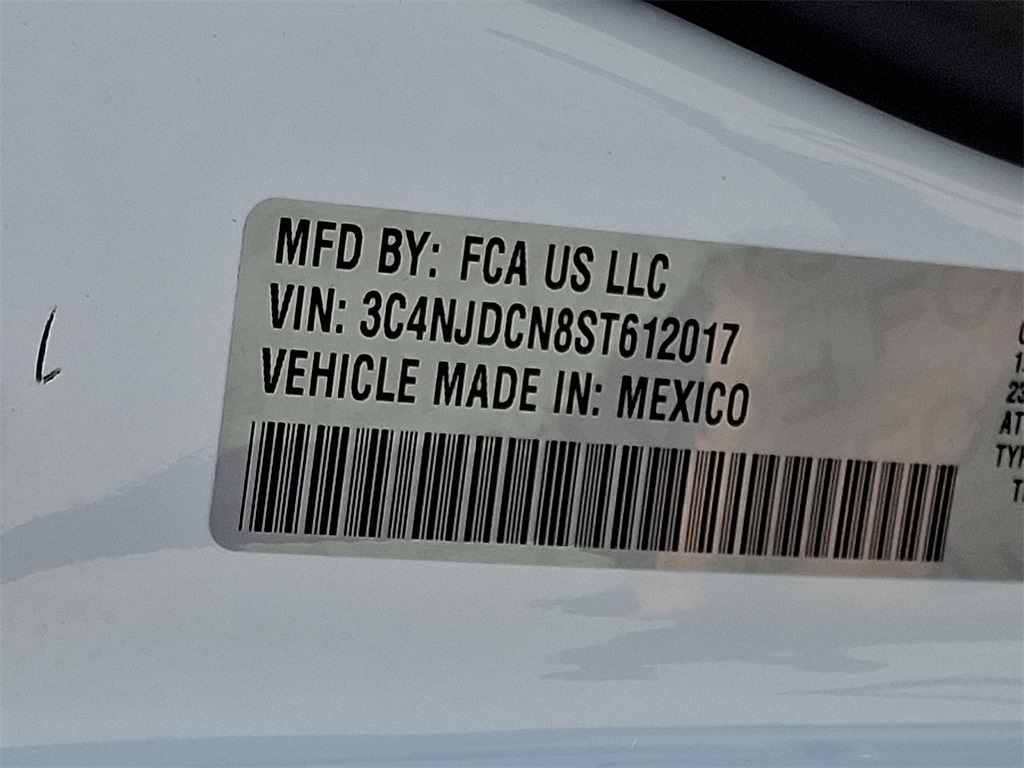 MFD BY: FCA US LLC
VIN: 3C4NJDCN8ST612017
VEHICLE MADE IN: MEXICO